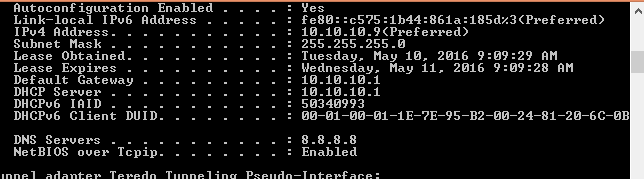 Autoconfiguration Enabled . . . . : Yes
Link-local IPv6 Address . . . . . : fe80::c575:1b44:861a:185d%3(Preferred)
IPv4 Address. . . . . . . . . . . : 10.10.10.9(Preferred)
Subnet Mask . . . . . . . . . . . : 255.255.255.0
Lease Obtained. . . . . . . . . . : Tuesday, May 10, 2016 9:09:29 AM
Lease Expires . . . . . . . . . . : Wednesday, May 11, 2016 9:09:28 AM
Default Gateway . . . . . . . . . : 10.10.10.1
DHCP Server . . . . . . . . . . . : 10.10.10.1
DHCPv6 IAID . . . . . . . . . . . : 50340993
DHCPv6 Client DUID. . . . . . . . : 00-01-00-01-1E-7E-95-B2-00-24-81-20-6C-0B
DNS Servers . . . . . . . . . . . : 8.8.8.8
NetBIOS over Tcpip. . . . . . . . : Enabled
unnel adapter Teredo Tunneling Pseudo-Interface: